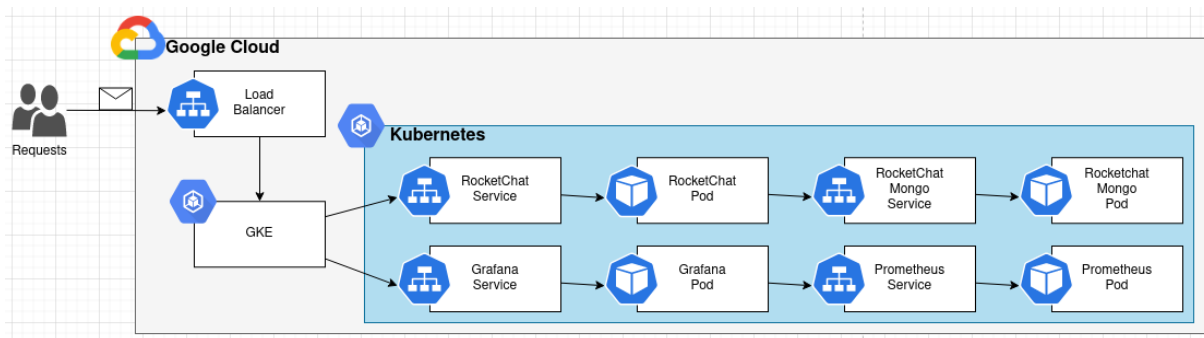 Google Cloud
Load
Balancer
Requests
Kubernetes
GKE
RocketChat
Service
RocketChat
Pod
RocketChat
Mongo
Service
Rocketchat
Mongo
Pod
Grafana
Service
Grafana
Pod
Prometheus
Service
Prometheus
Pod